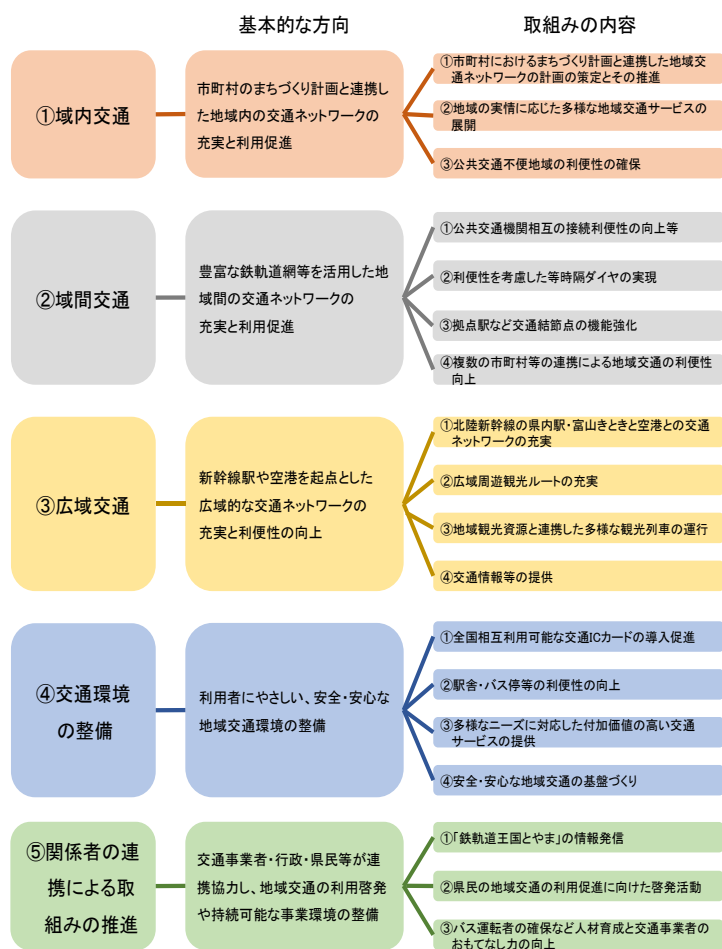 基本的な方向
取組みの内容
①域内交通
市町村のまちづくり計画と連携し
た地域内の交通ネットワークの
充実と利用促進
①市町村におけるまちづくり計画と連携した地域交
通ネットワークの計画の策定とその推進
②地域の実情に応じた多様な地域交通サービスの
展開
③公共交通不便地域の利便性の確保
②域間交通
豊富な鉄軌道網等を活用した地
域間の交通ネットワークの
充実と利用促進
①公共交通機関相互の接続利便性の向上等
②利便性を考慮した等時隔ダイヤの実現
③拠点駅など交通結節点の機能強化
④複数の市町村等の連携による地域交通の利便性
向上
③広域交通
新幹線駅や空港を起点とした
広域的な交通ネットワークの
充実と利便性の向上
①北陸新幹線の県内駅・富山きときと空港との交通
ネットワークの充実
②広域周遊観光ルートの充実
③地域観光資源と連携した多様な観光列車の運行
④交通情報等の提供
④交通環境
の整備
利用者にやさしい、安全・安心な
地域交通環境の整備
①全国相互利用可能な交通ICカードの導入促進
②駅舎・バス停等の利便性の向上
③多様なニーズに対応した付加価値の高い交通
サービスの提供
④安全・安心な地域交通の基盤づくり
⑤関係者の連
携による取
組みの推進
交通事業者・行政・県民等が連
携協力し、地域交通の利用啓発
や持続可能な事業環境の整備
①「鉄軌道王国とやま」の情報発信
②県民の地域交通の利用促進に向けた啓発活動
③バス運転者の確保など人材育成と交通事業者の
おもてなし力の向上